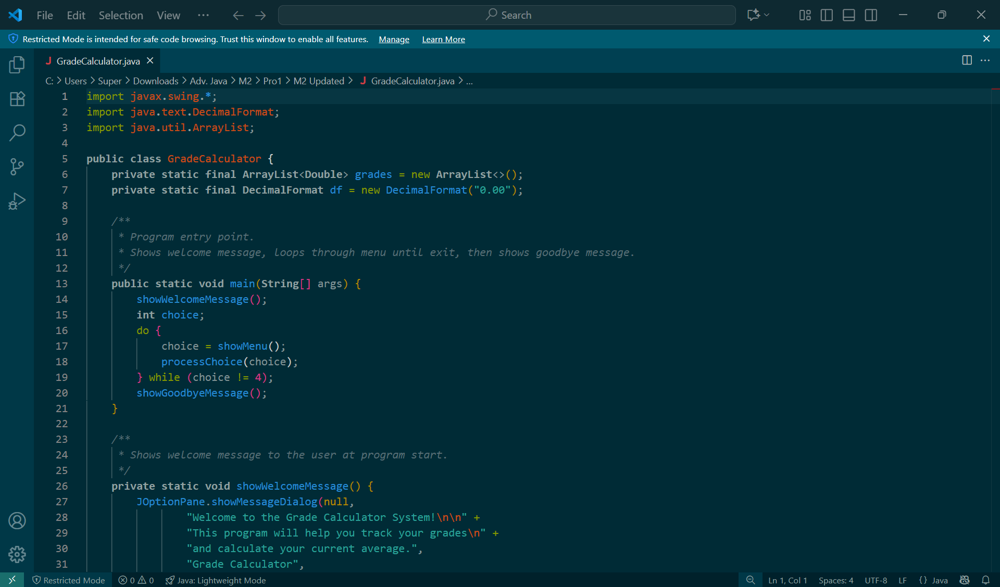 File Edit Selection View ··· Search
Restricted Mode is intended for safe code browsing. Trust this window to enable all features. Manage Learn More
J GradeCalculator.java
C: > Users > Super > Downloads > Adv. Java > M2 > Pro1 > M2 Updated > J GradeCalculator.java > ...
1 import javax.swing.*;
2 import java.text.DecimalFormat;
3 import java.util.ArrayList;
4
5 public class GradeCalculator {
6     private static final ArrayList<Double> grades = new ArrayList<>();
7     private static final DecimalFormat df = new DecimalFormat("0.00");
8
9     /**
10      * Program entry point.
11      * Shows welcome message, loops through menu until exit, then shows goodbye message.
12      */
13     public static void main(String[] args) {
14         showWelcomeMessage();
15         int choice;
16         do {
17             choice = showMenu();
18             processChoice(choice);
19         } while (choice != 4);
20         showGoodbyeMessage();
21     }
22
23     /**
24      * Shows welcome message to the user at program start.
25      */
26     private static void showWelcomeMessage() {
27         JOptionPane.showMessageDialog(null,
28                 "Welcome to the Grade Calculator System!\n\n" +
29                 "This program will help you track your grades\n" +
30                 "and calculate your current average.",
31                 "Grade Calculator",
Restricted Mode 0 0 Java: Lightweight Mode Ln 1, Col 1 Spaces: 4 UTF-8 LF {} Java